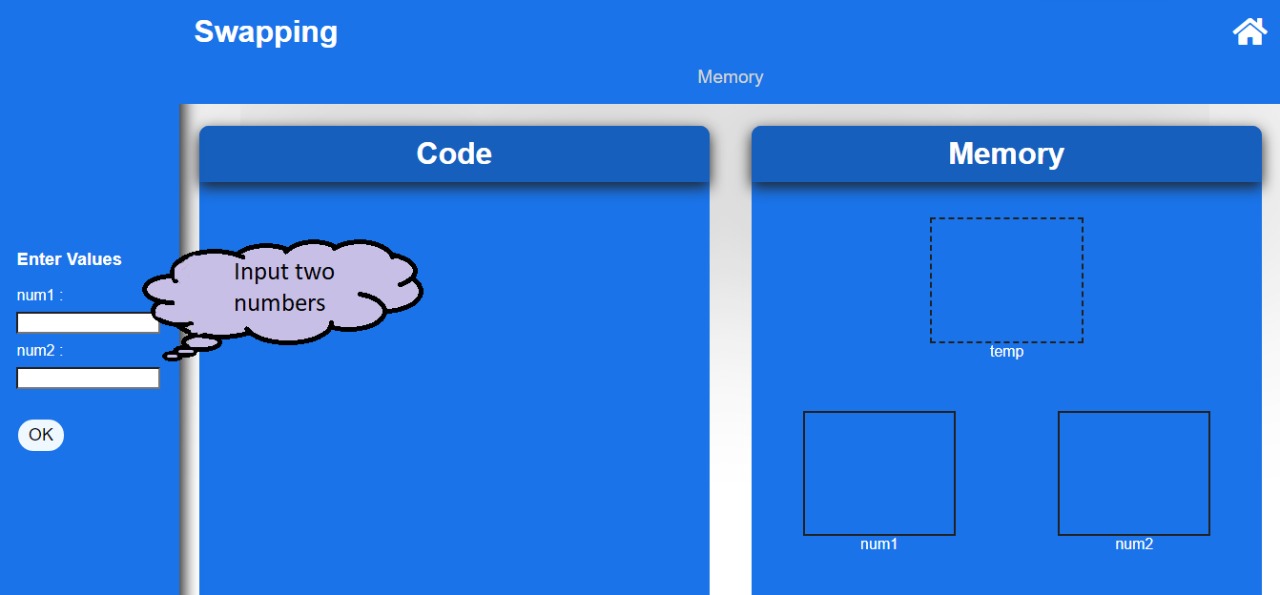 Swapping
Memory
Code
Memory
Enter Values
num1 :
num2 :
OK
Input two
numbers
temp
num1
num2